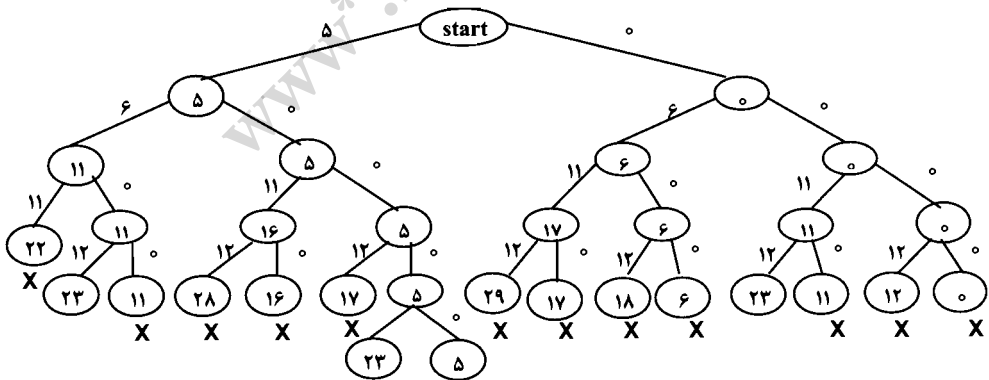 start
۵ ۰
۵ ۰
۶ ۰ ۶ ۰
۱۱ ۵ ۶ ۰
۱۱ ۰ ۱۱ ۰ ۱۱ ۰ ۱۱ ۰
۲۲ ۱۱ ۱۶ ۵ ۱۷ ۶ ۱۱ ۰
X ۱۲ ۰ ۱۲ ۰ ۱۲ ۰ ۱۲ ۰ ۱۲ ۰ ۱۲ ۰ ۱۲ ۰
۲۳ ۱۱ ۲۸ ۱۶ ۱۷ ۵ ۲۹ ۱۷ ۱۸ ۶ ۲۳ ۱۱ ۱۲ ۰
X X X X ۰ X X X X X X X
۲۳ ۵
www